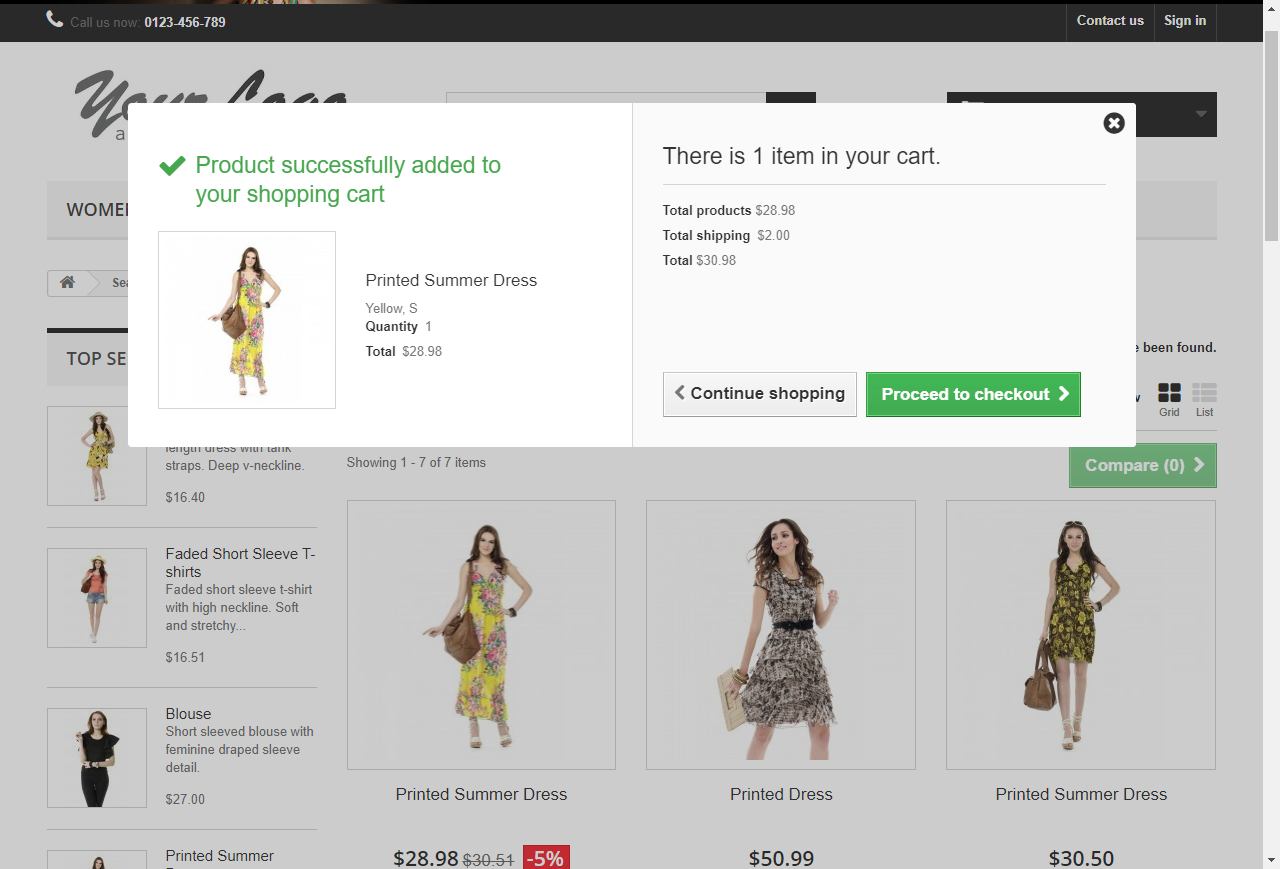 Call us now: 0123-456-789
Contact us
Sign in
Your Logo
a
Product successfully added to
your shopping cart
Printed Summer Dress
Yellow, S
Quantity 1
Total $28.98
There is 1 item in your cart.
Total products $28.98
Total shipping $2.00
Total $30.98
Continue shopping
Proceed to checkout
TOP SE
been found.
Grid
List
length dress with tank
straps. Deep v-neckline.
$16.40
Faded Short Sleeve T-
shirts
Faded short sleeve t-shirt
with high neckline. Soft
and stretchy...
$16.51
Blouse
Short sleeved blouse with
feminine draped sleeve
detail.
$27.00
Printed Summer
Showing 1 - 7 of 7 items
Compare (0)
Printed Summer Dress
$28.98 $30.51 -5%
Printed Dress
$50.99
Printed Summer Dress
$30.50